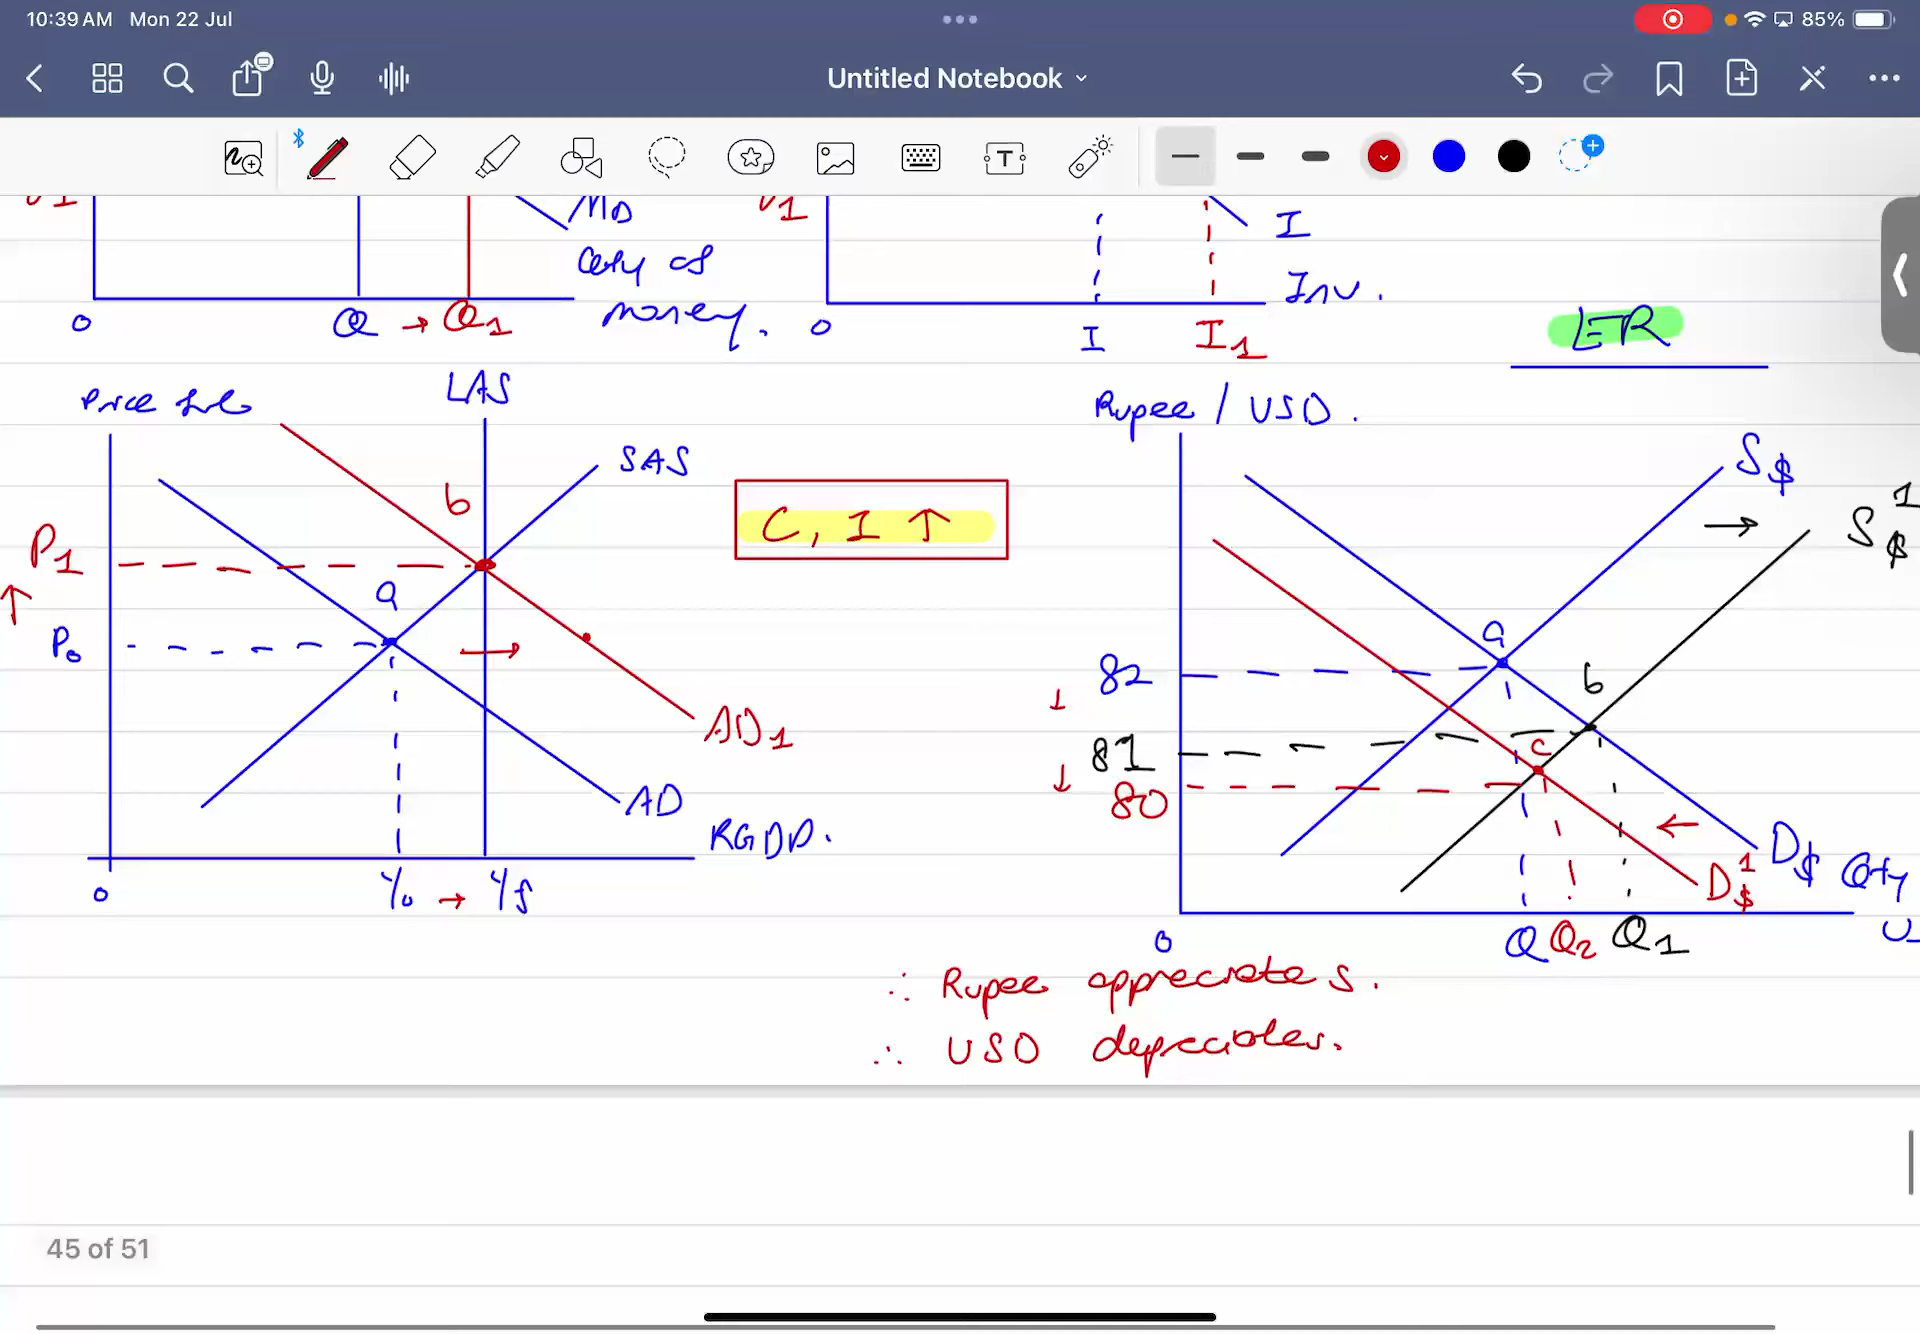 10:39 AM Mon 22 Jul
85%
Untitled Notebook
MD
I
Qty of
money.
Inv.
0
Q → Q1
0
I
I1
ER
Price
LAS
Rupee / USD.
SAS
S$
S$1
b
C, I ↑
P1
a
P0
AD1
AD
RGDP.
0
Y0 → Yf
a
82
b
81
c
80
D$
D$1
Qty
0
Q Q2 Q1
∴ Rupee appreciates.
∴ USD depreciates.
45 of 51